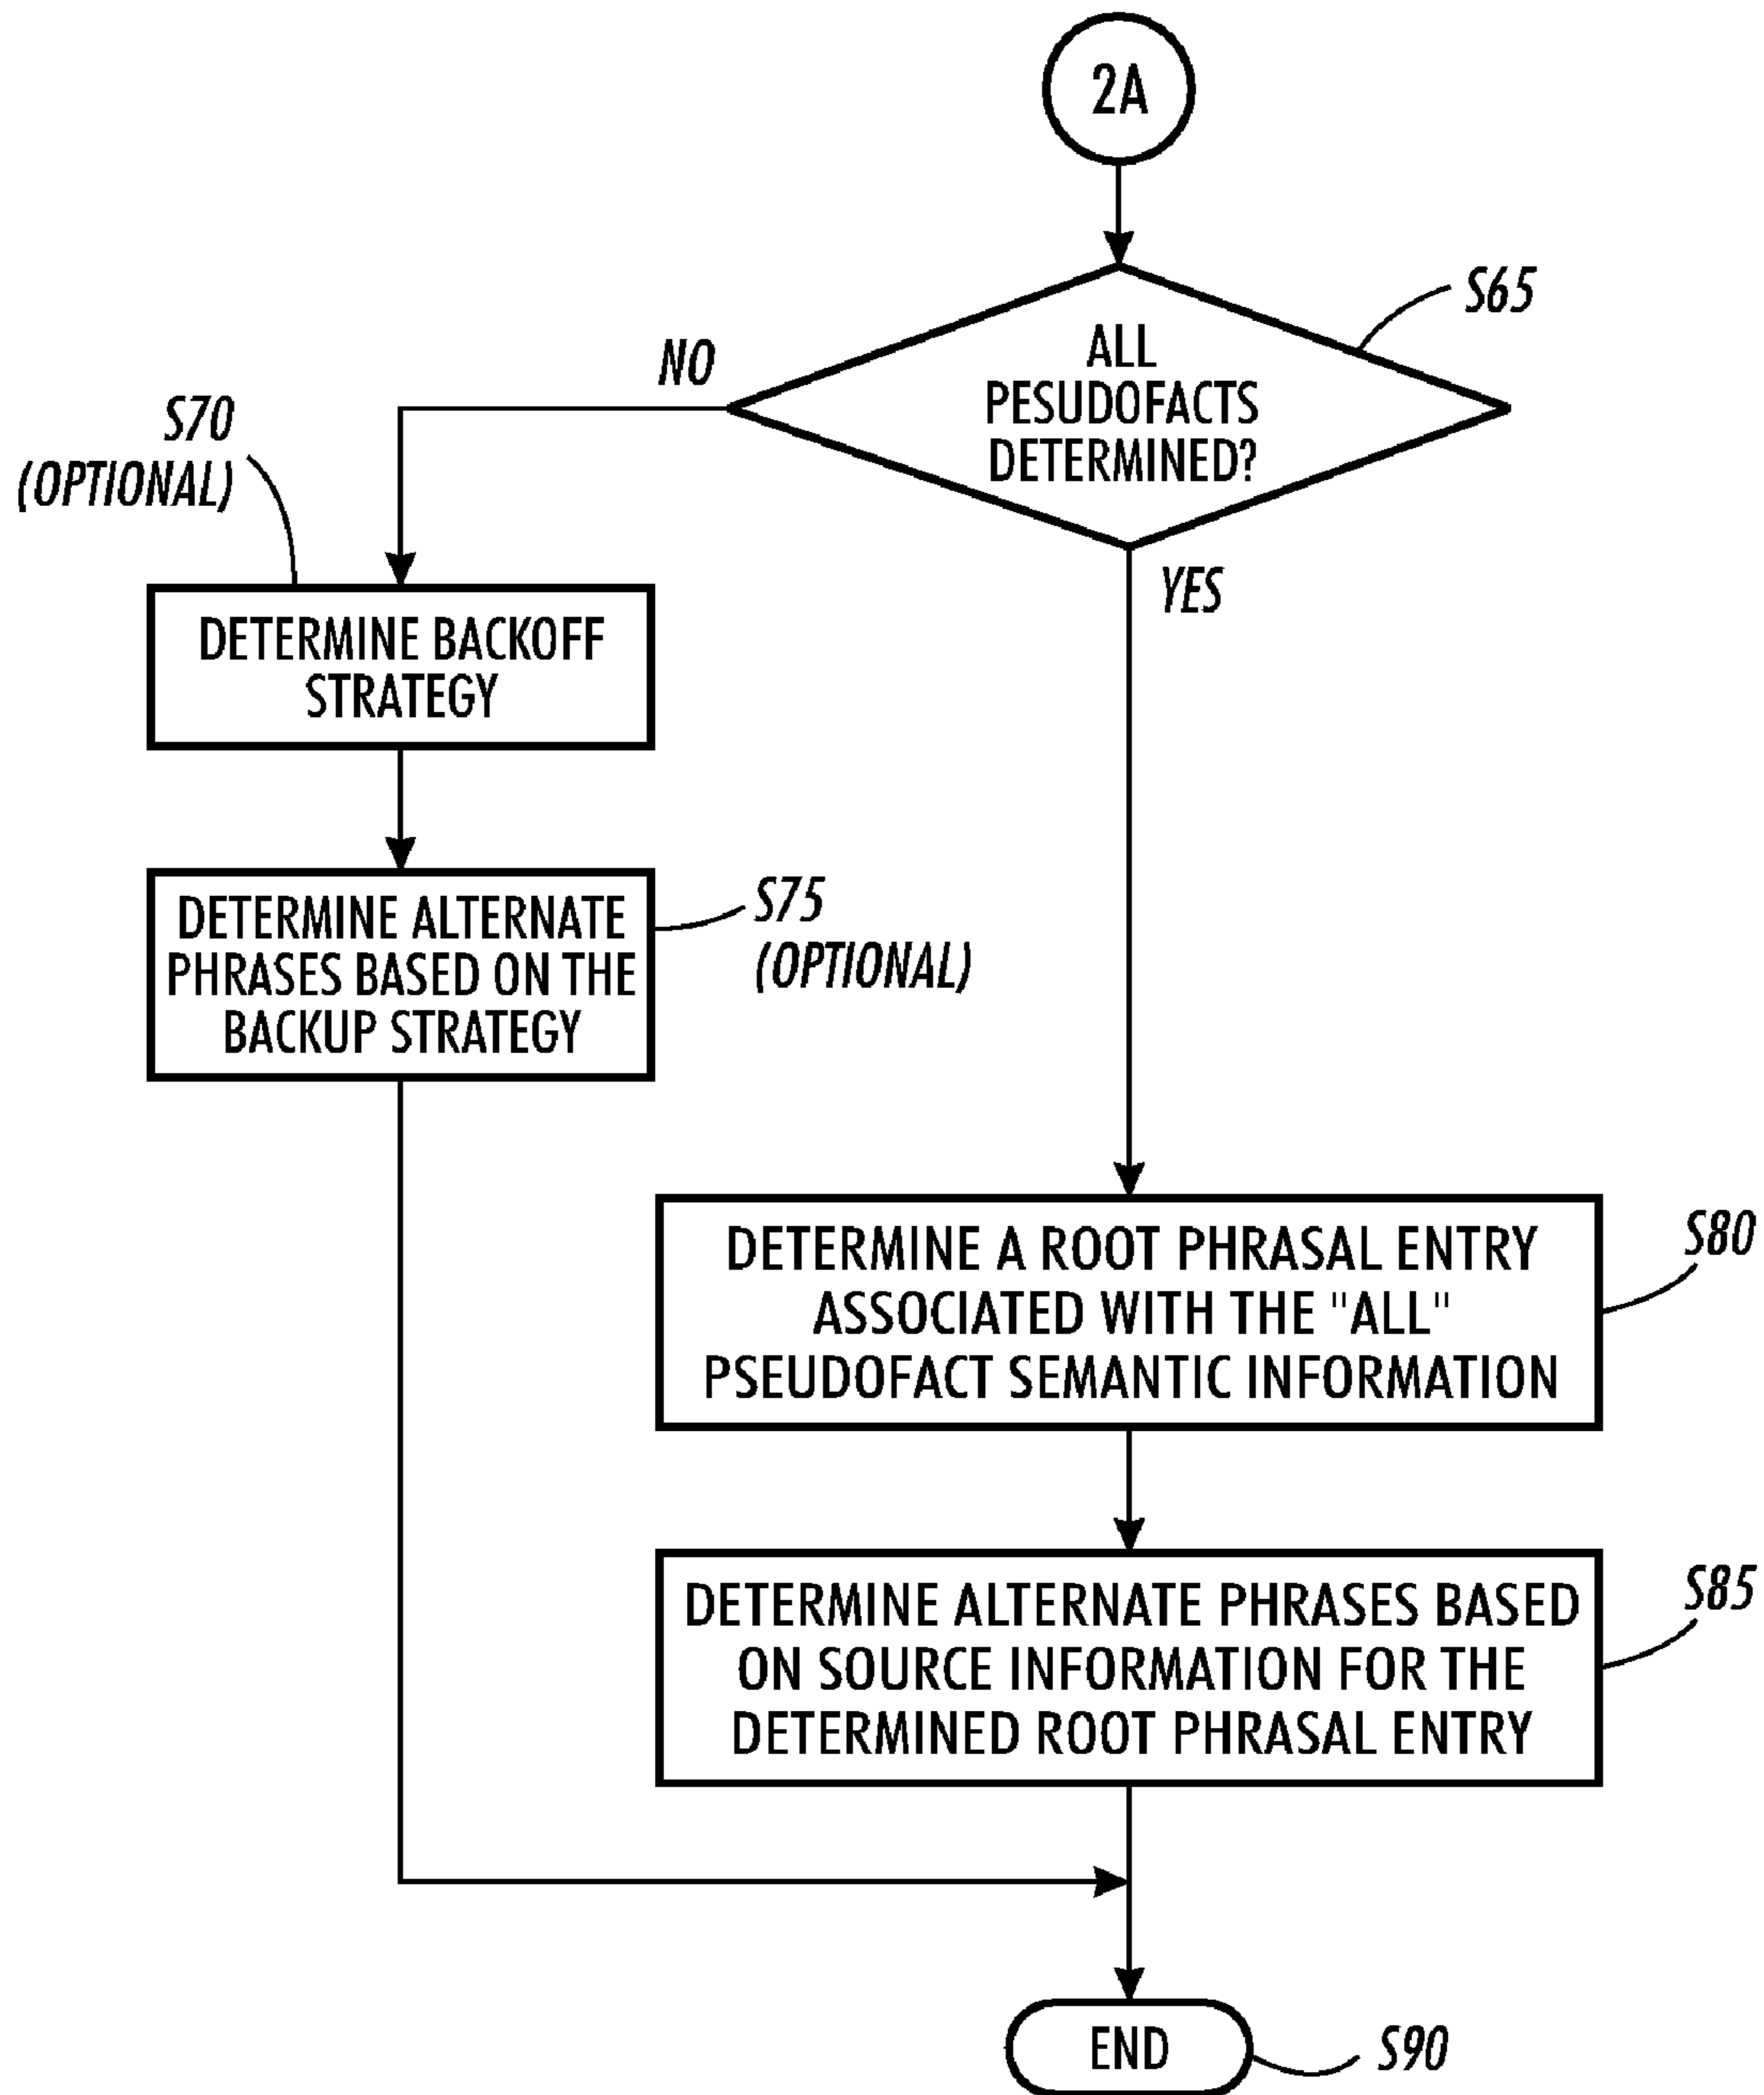 2A
S65
ALL
PESUDOFACTS
DETERMINED?
NO
YES
S70
(OPTIONAL)
DETERMINE BACKOFF
STRATEGY
DETERMINE ALTERNATE
PHRASES BASED ON THE
BACKUP STRATEGY
S75
(OPTIONAL)
DETERMINE A ROOT PHRASAL ENTRY
ASSOCIATED WITH THE "ALL"
PSEUDOFACT SEMANTIC INFORMATION
S80
DETERMINE ALTERNATE PHRASES BASED
ON SOURCE INFORMATION FOR THE
DETERMINED ROOT PHRASAL ENTRY
S85
END
S90